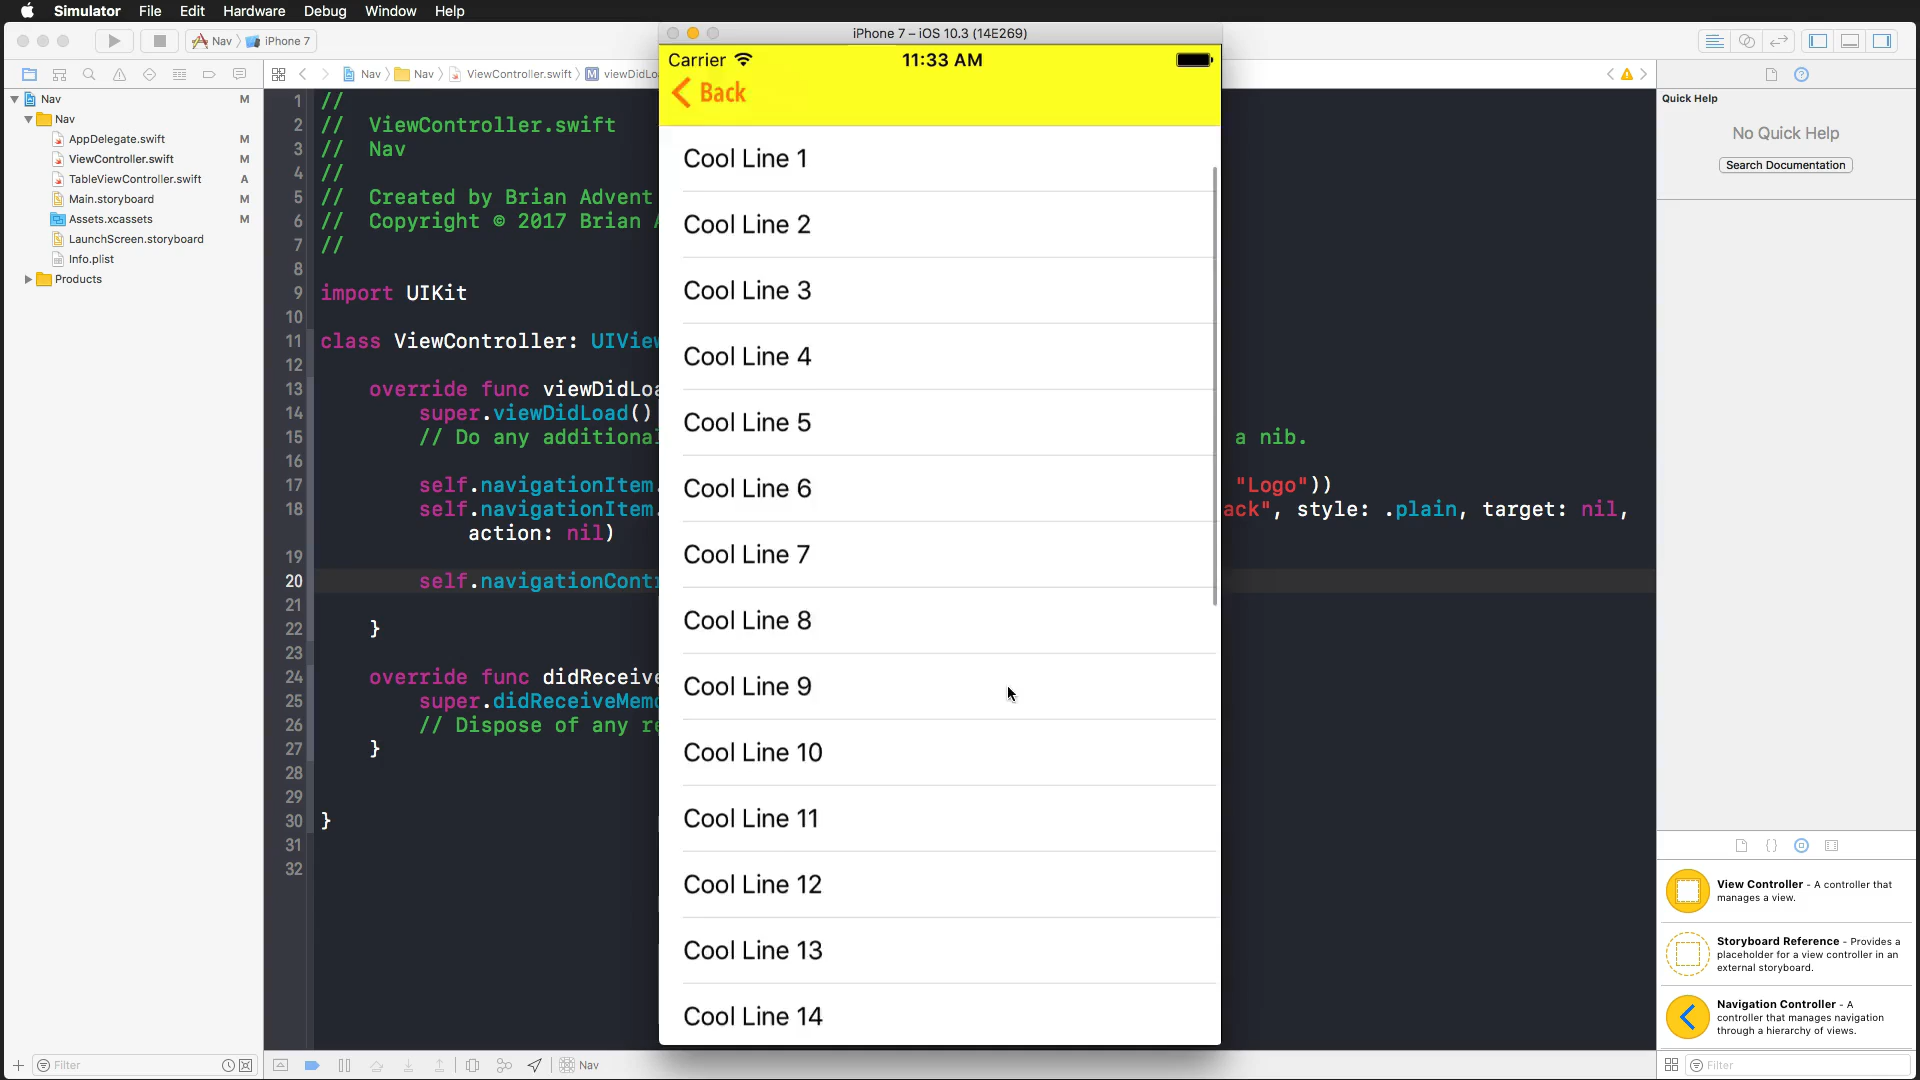 Simulator File Edit Hardware Debug Window Help
Nav iPhone 7
iPhone 7 – iOS 10.3 (14E269)
Nav Nav ViewController.swift M viewDidLo
Nav M
Nav
AppDelegate.swift M
ViewController.swift M
TableViewController.swift A
Main.storyboard M
Assets.xcassets M
LaunchScreen.storyboard
Info.plist
Products
Filter
1 //
2 // ViewController.swift
3 // Nav
4 //
5 // Created by Brian Advent
6 // Copyright © 2017 Brian A
7 //
8
9 import UIKit
10
11 class ViewController: UIView
12
13 override func viewDidLoa
14 super.viewDidLoad()
15 // Do any additional a nib.
16
17 self.navigationItem. "Logo"))
18 self.navigationItem. ack", style: .plain, target: nil,
action: nil)
19
20 self.navigationContr
21
22 }
23
24 override func didReceive
25 super.didReceiveMemo
26 // Dispose of any re
27 }
28
29
30 }
31
32
Carrier 11:33 AM
Back
Cool Line 1
Cool Line 2
Cool Line 3
Cool Line 4
Cool Line 5
Cool Line 6
Cool Line 7
Cool Line 8
Cool Line 9
Cool Line 10
Cool Line 11
Cool Line 12
Cool Line 13
Cool Line 14
Nav
Quick Help
No Quick Help
Search Documentation
{}
View Controller - A controller that
manages a view.
Storyboard Reference - Provides a
placeholder for a view controller in an
external storyboard.
Navigation Controller - A
controller that manages navigation
through a hierarchy of views.
Filter